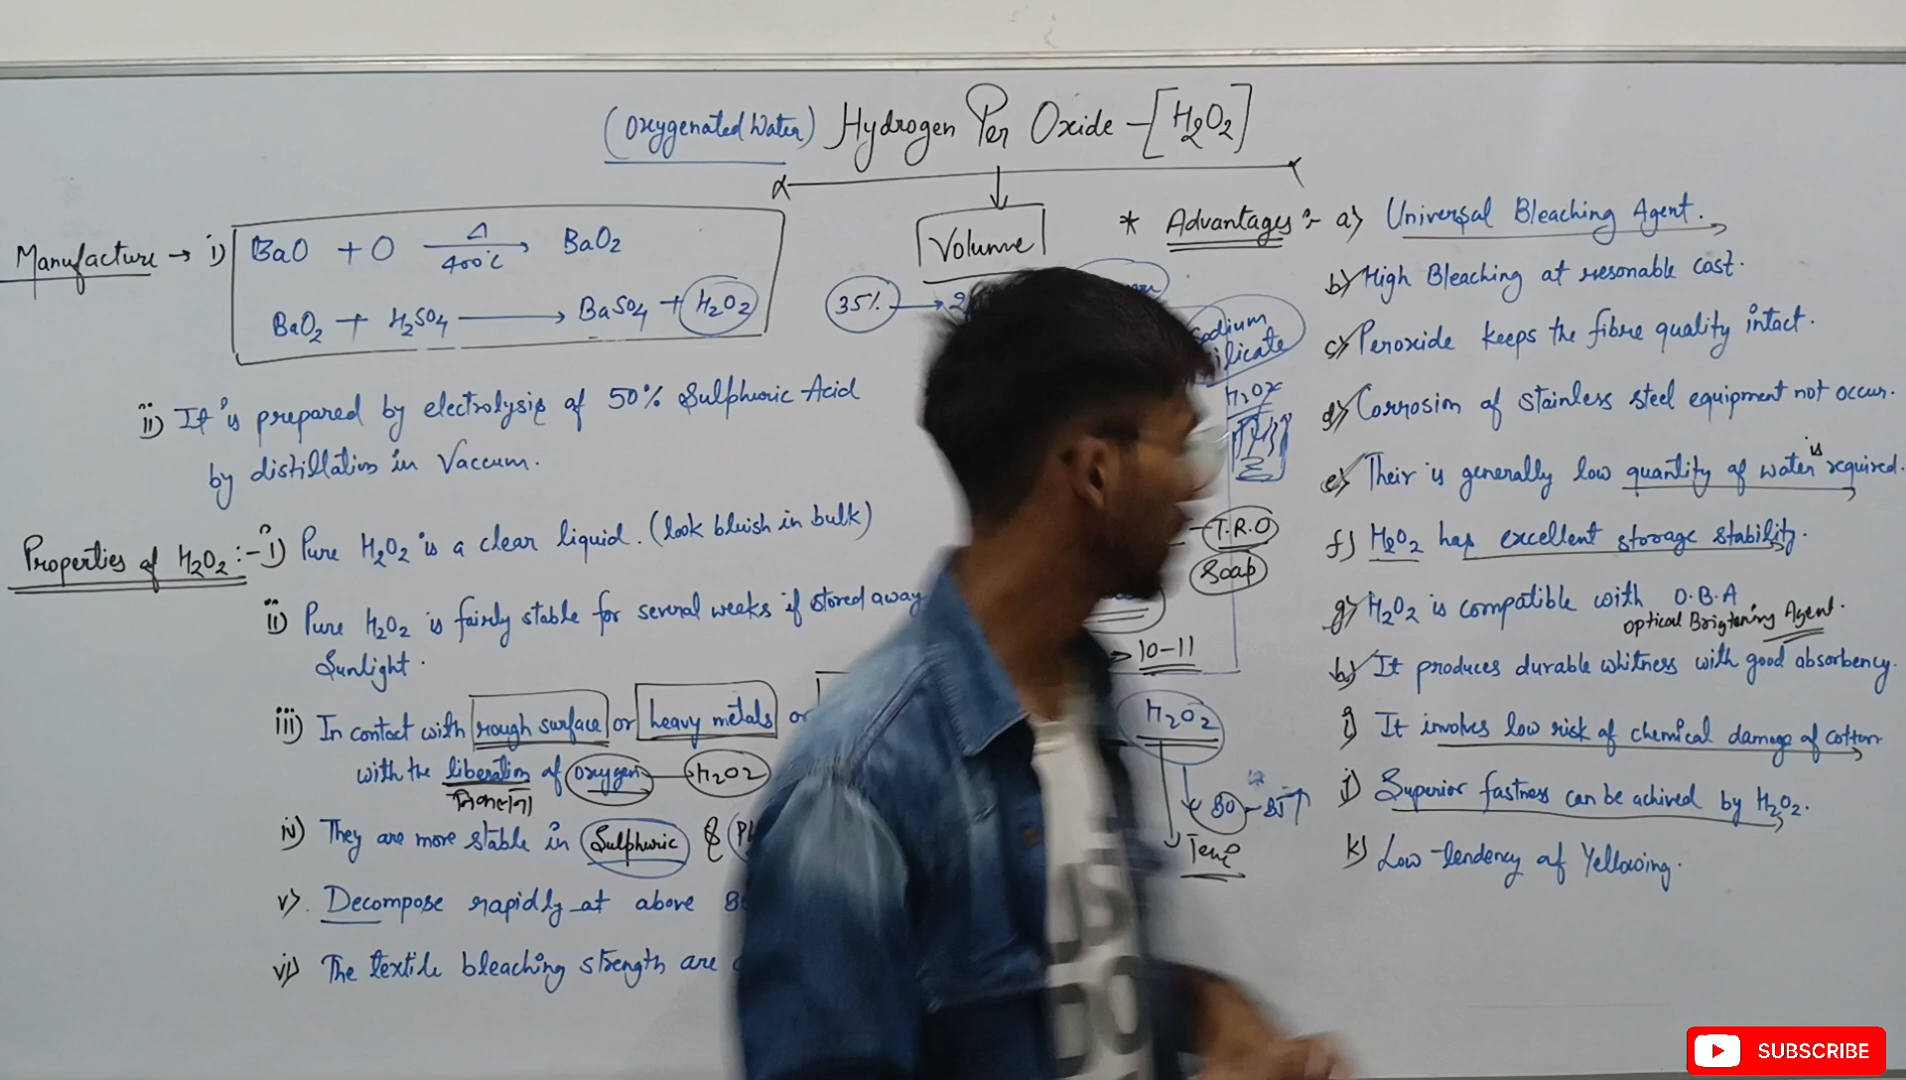 (Oxygenated Water) Hydrogen Per Oxide - [H2O2]
Manufacture → i) BaO + O Δ 400°C → BaO2
BaO2 + H2SO4 → BaSO4 + H2O2
ii) It is prepared by electrolysis of 50% Sulphuric Acid
by distillation in Vaccum.
Properties of H2O2 :- i) Pure H2O2 is a clear liquid. (look bluish in bulk)
ii) Pure H2O2 is fairly stable for several weeks if stored away
Sunlight.
iii) In contact with rough surface or heavy metals or
with the liberation of Oxygen → H2O2
iv) They are more stable in Sulphuric &
v) Decompose rapidly at above
vi) The textile bleaching strength are
Volume
35% →
Sodium
Silicate
H2O2
T.R.O
Soap
→ 10-11
H2O2
80 - BT↑
* Advantages :- a) Universal Bleaching Agent.
b) High Bleaching at resonable cost.
c) Peroxide keeps the fibre quality intact.
d) Corrosion of stainless steel equipment not occur.
e) Their is generally low quantity of water is required.
f) H2O2 has excellent storage stability.
g) H2O2 is compatible with O.B.A
Optical Brigtening Agent.
h) It produces durable whitness with good absorbency.
i) It involves low risk of chemical damage of cotton
j) Superior fastness can be achived by H2O2.
k) Low tendency of Yellowing.
SUBSCRIBE